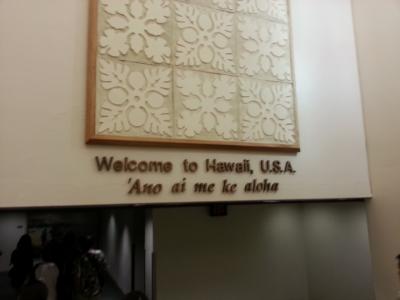 Welcome to Hawaii, U.S.A.
'Ano ai me ke aloha